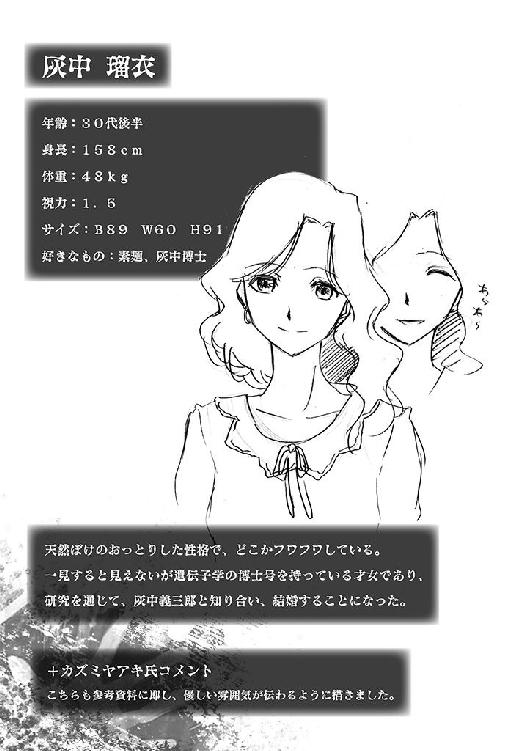 灰中 瑠衣
年齢：３０代後半
身長：１５８ｃｍ
体重：４８ｋｇ
視力：１．５
サイズ：Ｂ８９　Ｗ６０　Ｈ９１
好きなもの：素麺、灰中博士
あらあら～
天然ぼけのおっとりした性格で、どこかフワフワしている。
一見すると見えないが遺伝子学の博士号を持っている才女であり、
研究を通じて、灰中義三郎と知り合い、結婚することになった。
＋カズミヤアキ氏コメント
こちらも参考資料に即し、優しい雰囲気が伝わるように描きました。